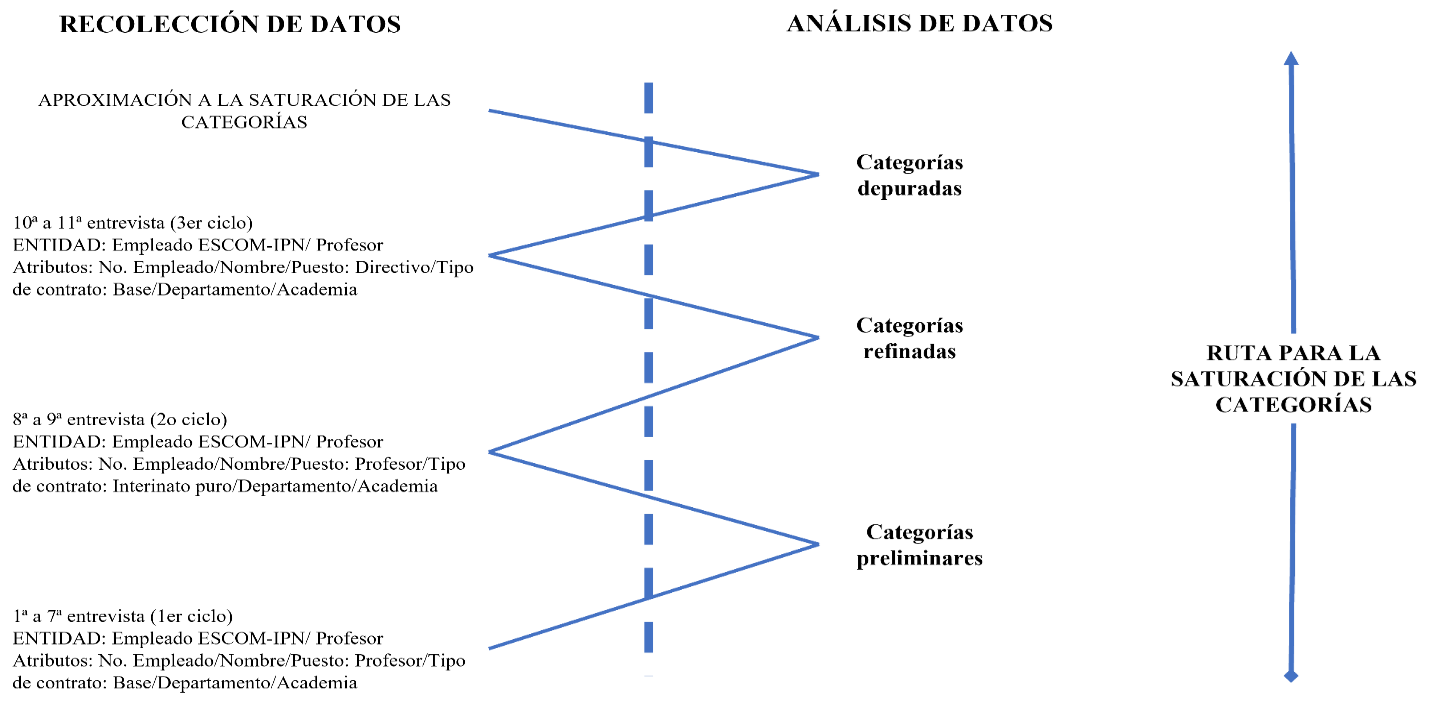 RECOLECCIÓN DE DATOS
ANÁLISIS DE DATOS
APROXIMACIÓN A LA SATURACIÓN DE LAS
CATEGORÍAS
Categorías
depuradas
10ª a 11ª entrevista (3er ciclo)
ENTIDAD: Empleado ESCOM-IPN/ Profesor
Atributos: No. Empleado/Nombre/Puesto: Directivo/Tipo
de contrato: Base/Departamento/Academia
Categorías
refinadas
RUTA PARA LA
SATURACIÓN DE LAS
CATEGORÍAS
8ª a 9ª entrevista (2o ciclo)
ENTIDAD: Empleado ESCOM-IPN/ Profesor
Atributos: No. Empleado/Nombre/Puesto: Profesor/Tipo
de contrato: Interinato puro/Departamento/Academia
Categorías
preliminares
1ª a 7ª entrevista (1er ciclo)
ENTIDAD: Empleado ESCOM-IPN/ Profesor
Atributos: No. Empleado/Nombre/Puesto: Profesor/Tipo
de contrato: Base/Departamento/Academia